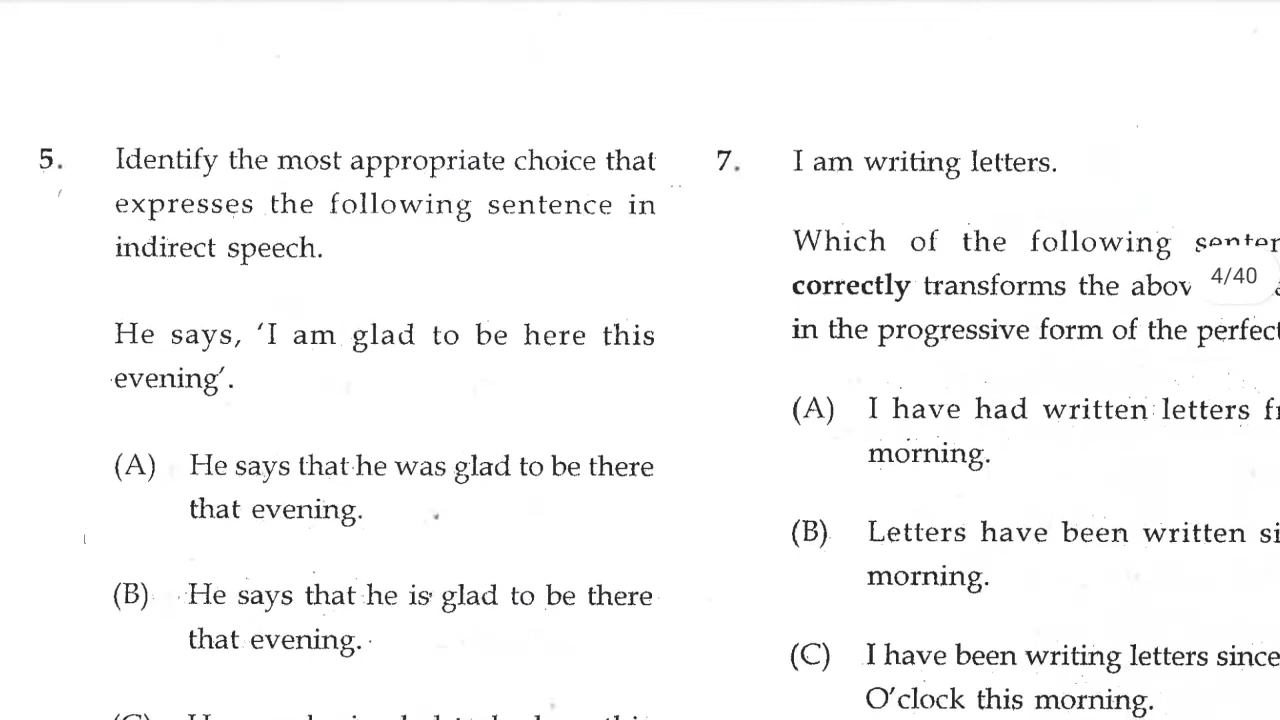 5. Identify the most appropriate choice that
expresses the following sentence in
indirect speech.
He says, 'I am glad to be here this
evening'.
(A) He says that he was glad to be there
that evening.
(B) He says that he is glad to be there
that evening.
7. I am writing letters.
Which of the following
correctly transforms the
in the progressive form of the
4/40
(A) I have had written letters
morning.
(B) Letters have been written
morning.
(C) I have been writing letters since
O'clock this morning.